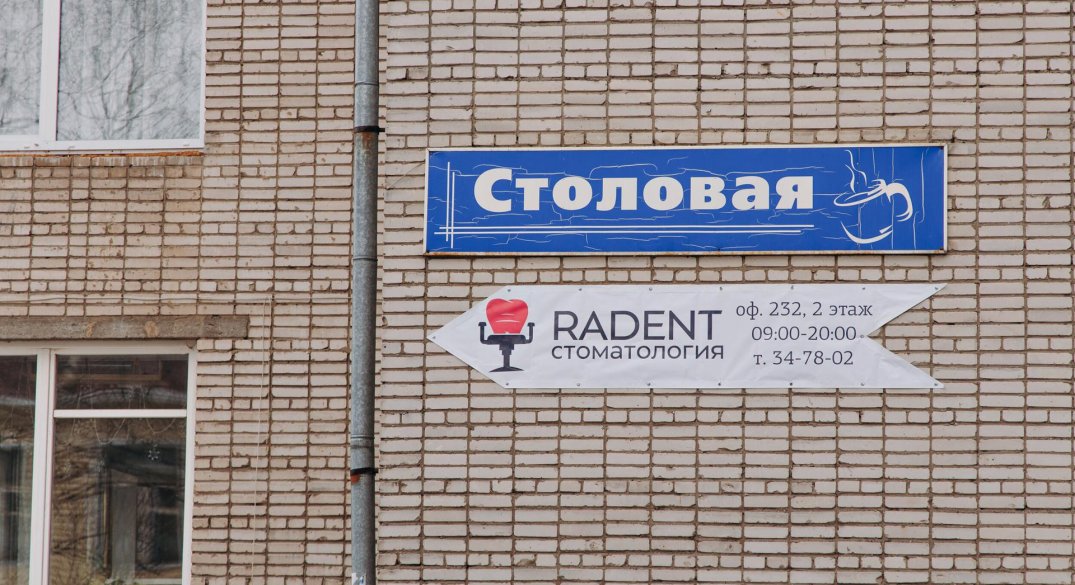 Столовая
RADENT
СТОМАТОЛОГИЯ
оф. 232, 2 этаж
09:00-20:00
т. 34-78-02